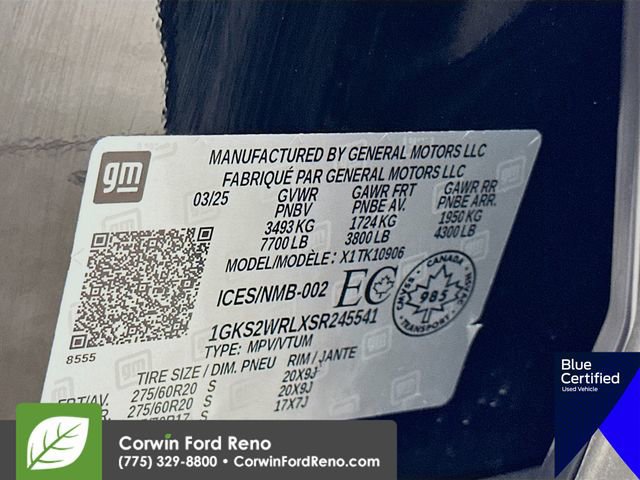 gm
MANUFACTURED BY GENERAL MOTORS LLC
FABRIQUÉ PAR GENERAL MOTORS LLC
03/25 GVWR GAWR FRT GAWR RR
PNBV PNBE AV. PNBE ARR.
3493 KG 1724 KG 1950 KG
7700 LB 3800 LB 4300 LB
MODEL/MODÈLE: X1TK10906
ICES/NMB-002 EC
CANADA
985
TRANSPORT
1GKS2WRLXSR245541
8555
TYPE: MPV/VTUM
TIRE SIZE / DIM. PNEU RIM / JANTE
FRT/AV. 275/60R20 S 20X9J
275/60R20 S 20X9J
S 17X7J
Blue
Certified
Used Vehicle
Corwin Ford Reno
(775) 329-8800 • CorwinFordReno.com